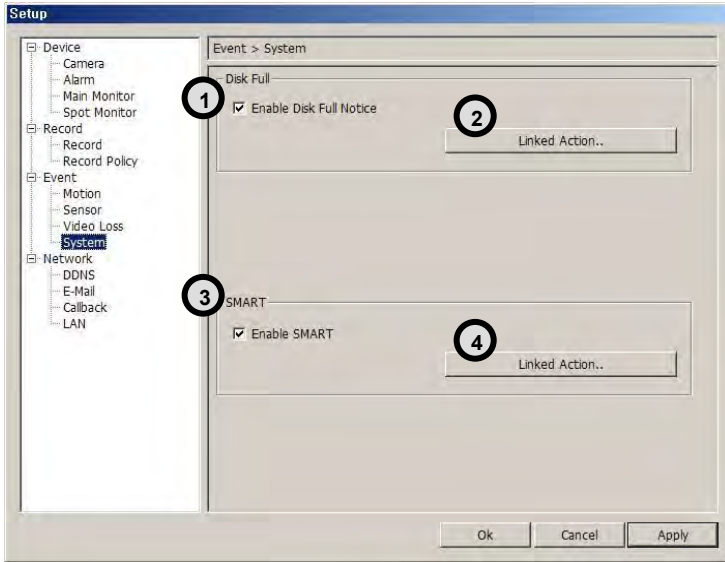 Setup
Device
Camera
Alarm
Main Monitor
Spot Monitor
Record
Record
Record Policy
Event
Motion
Sensor
Video Loss
System
Network
DDNS
E-Mail
Callback
LAN
Event > System
Disk Full
1
Enable Disk Full Notice
2
Linked Action..
3
SMART
Enable SMART
4
Linked Action..
Ok
Cancel
Apply